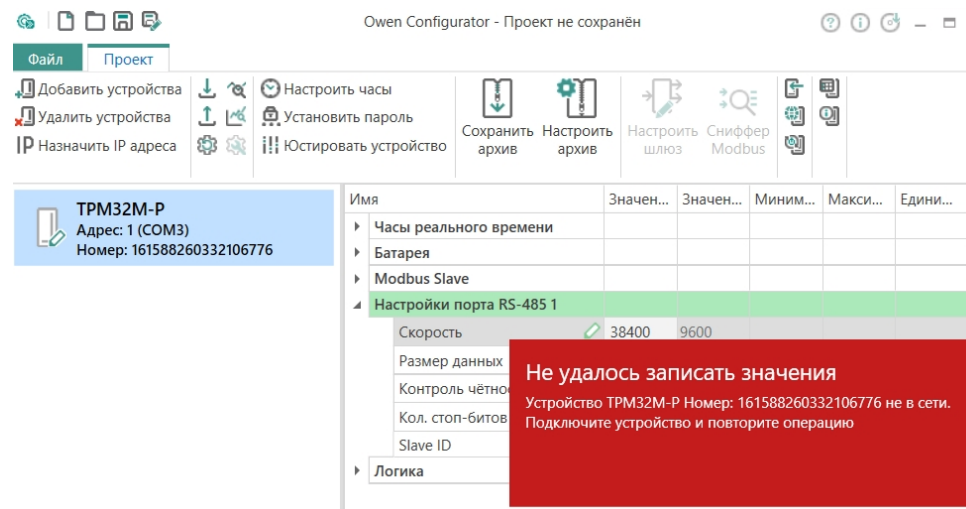 Owen Configurator - Проект не сохранён
Файл
Проект
Добавить устройства
Удалить устройства
IP Назначить IP адреса
Настроить часы
Установить пароль
Юстировать устройство
Сохранить архив
Настроить архив
Настроить шлюз
Сниффер Modbus
ТРМ32М-Р
Адрес: 1 (COM3)
Номер: 161588260332106776
Имя
Значен...
Значен...
Миним...
Макси...
Едини...
Часы реального времени
Батарея
Modbus Slave
Настройки порта RS-485 1
Скорость
38400
9600
Размер данных
Контроль чётно
Кол. стоп-битов
Slave ID
Логика
Не удалось записать значения
Устройство ТРМ32М-Р Номер: 161588260332106776 не в сети.
Подключите устройство и повторите операцию